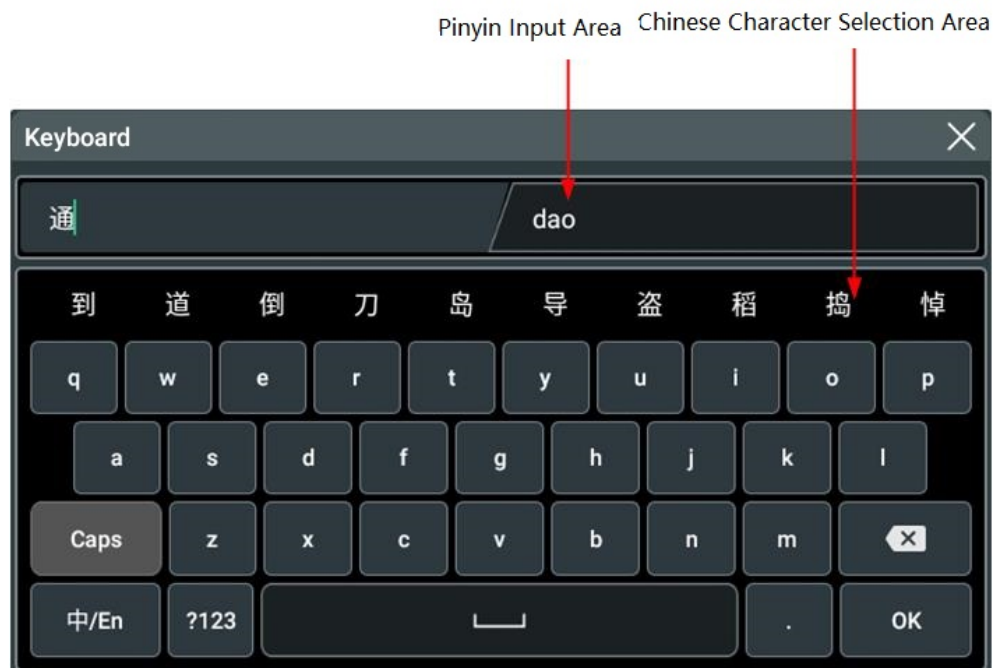 Pinyin Input Area Chinese Character Selection Area
Keyboard
通 dao
到 道 倒 刀 岛 导 盗 稻 捣 悼
q w e r t y u i o p
a s d f g h j k l
Caps z x c v b n m
中/En ?123 . OK